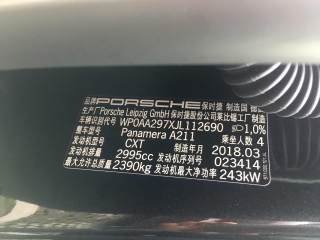 品牌 PORSCHE 保时捷 制造国 德
生产厂 Porsche Leipzig GmbH 保时捷股份公司莱比锡工厂制造
车辆识别代号 WP0AA297XJL112690 1,0%
整车型号 Panamera A211 乘坐人数 4
发动机型号 CXT 制造年月 2018.03
发动机排量 2995cc 发动机序列号 023414
最大允许总质量 2390kg 发动机最大净功率 243kW